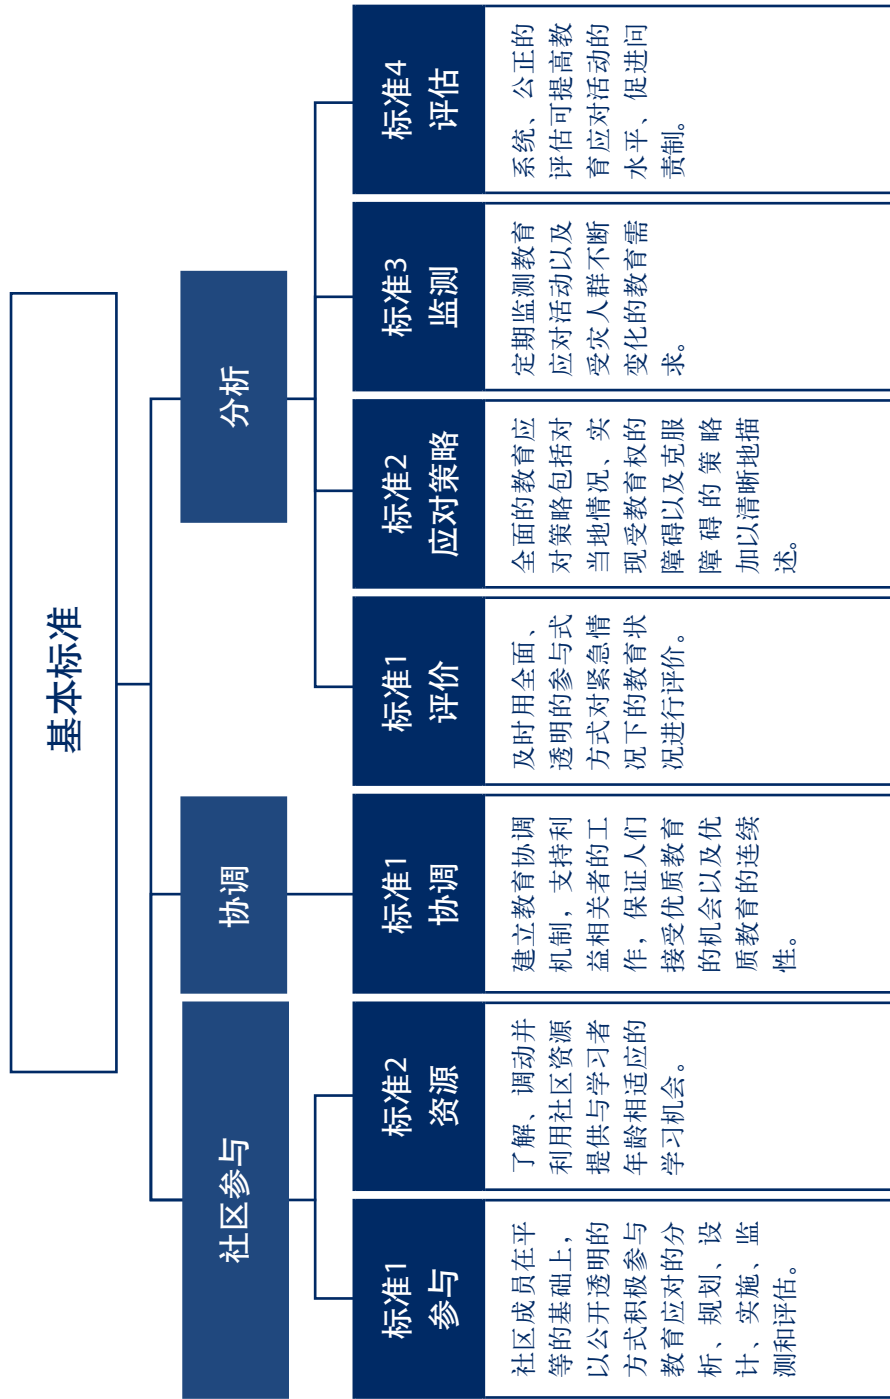 基本标准
社区参与
协调
分析
标准1
参与
社区成员在平
等的基础上，
以公开透明的
方式积极参与
教育应对的分
析、规划、设
计、实施、监
测和评估。
标准2
资源
了解、调动并
利用社区资源
提供与学习者
年龄相适应的
学习机会。
标准1
协调
建立教育协调
机制，支持利
益相关者的工
作，保证人们
接受优质教育
的机会以及优
质教育的连续
性。
标准1
评价
及时用全面、
透明的参与式
方式对紧急情
况下的教育状
况进行评价。
标准2
应对策略
全面的教育应
对策略包括对
当地情况、实
现受教育权的
障碍以及克服
障碍的策略
加以清晰地描
述。
标准3
监测
定期监测教育
应对活动以及
受灾人群不断
变化的教育需
求。
标准4
评估
系统、公正的
评估可提高教
育应对活动的
水平、促进问
责制。